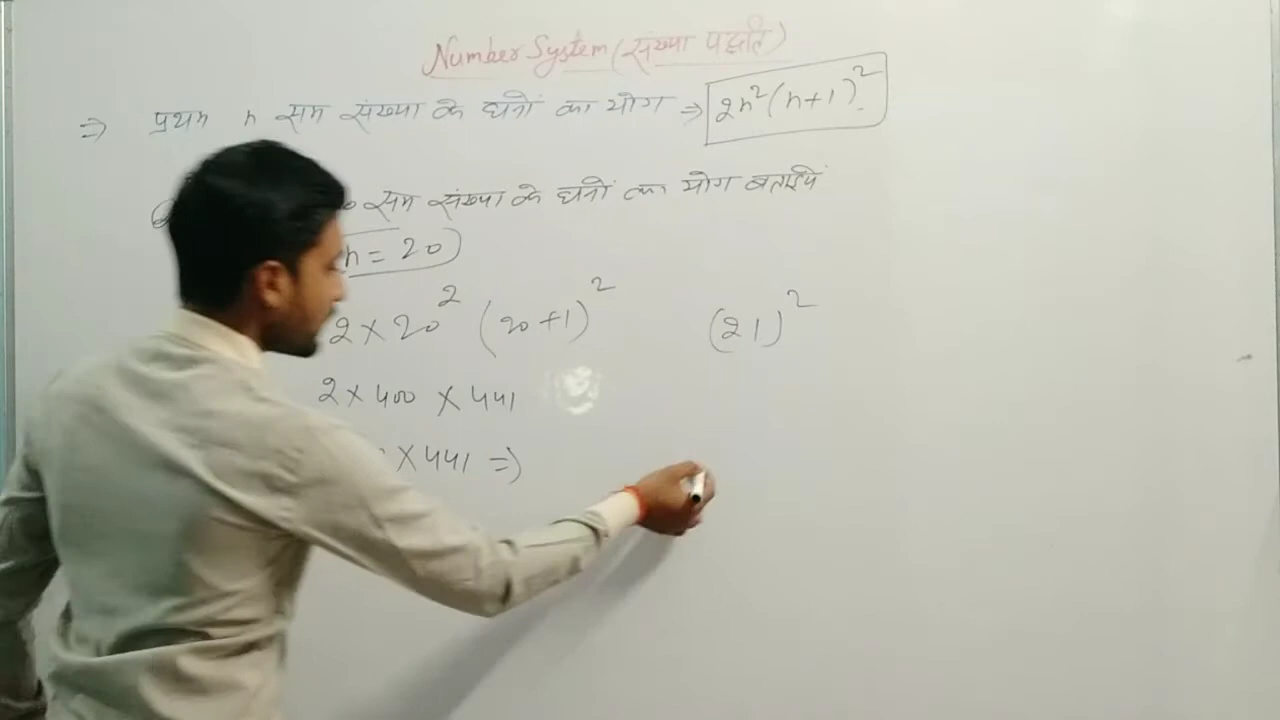 Number System (संख्या पद्धति)
⇒ प्रथम n सम संख्या के घनों का योग ⇒ 2n²(n+1)²
सम संख्या के घनों का योग बताइये
n = 20
2 × 20² (20+1)² (21)²
2 × 400 × 441
× 441 ⇒